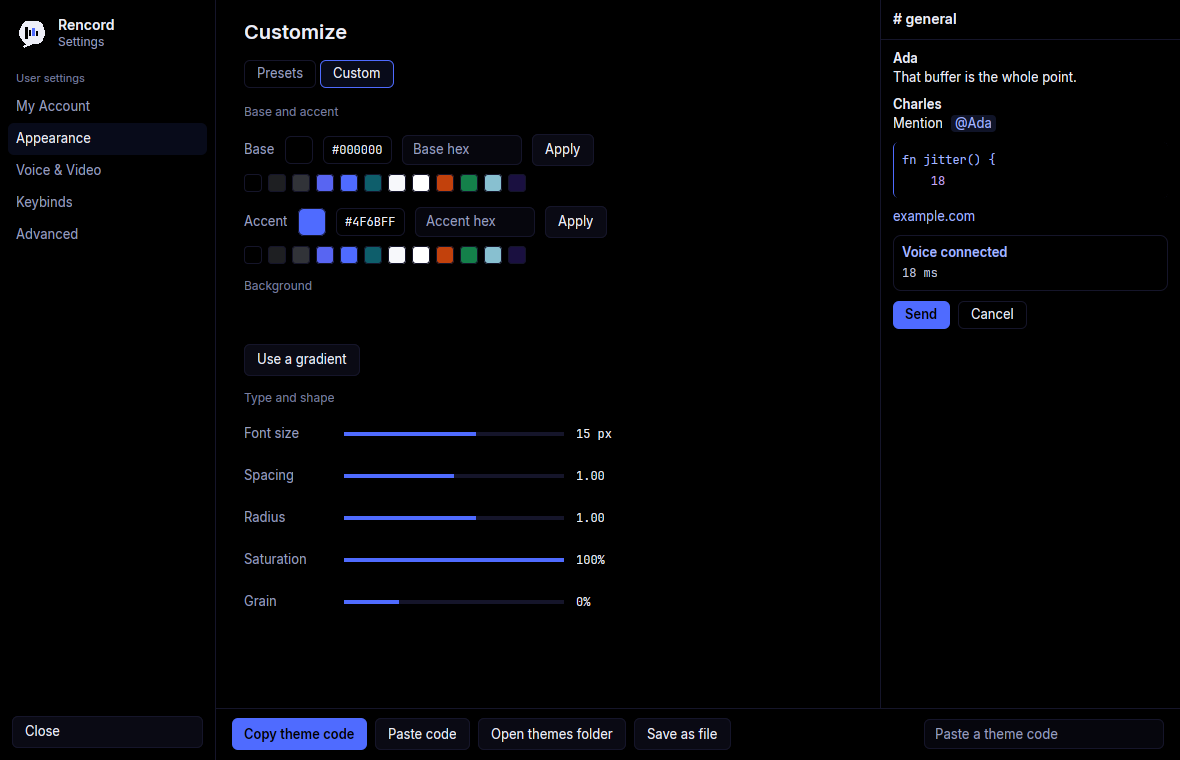 Rencord
Settings
User settings
My Account
Appearance
Voice & Video
Keybinds
Advanced
Close
Customize
Presets
Custom
Base and accent
Base
#000000
Base hex
Apply
Accent
#4F6BFF
Accent hex
Apply
Background
Use a gradient
Type and shape
Font size
15 px
Spacing
1.00
Radius
1.00
Saturation
100%
Grain
0%
Copy theme code
Paste code
Open themes folder
Save as file
Paste a theme code
# general
Ada
That buffer is the whole point.
Charles
Mention @Ada
fn jitter() {
18
example.com
Voice connected
18 ms
Send
Cancel